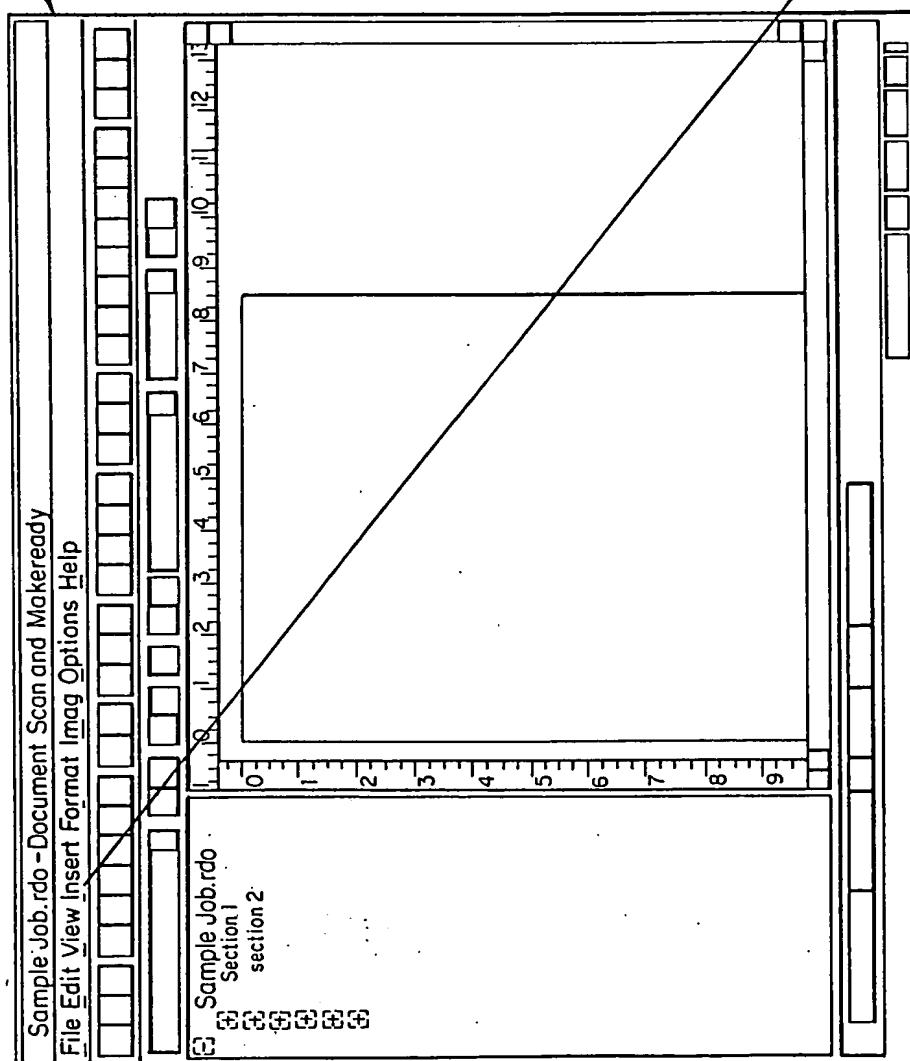 Sample Job.rdo - Document Scan and Makeready
File Edit View Insert Format Imag Options Help
1 0 1 2 3 4 5 6 7 8 9 10 11 12 13
Sample Job.rdo
Section 1
section 2
0
1
2
3
4
5
6
7
8
9